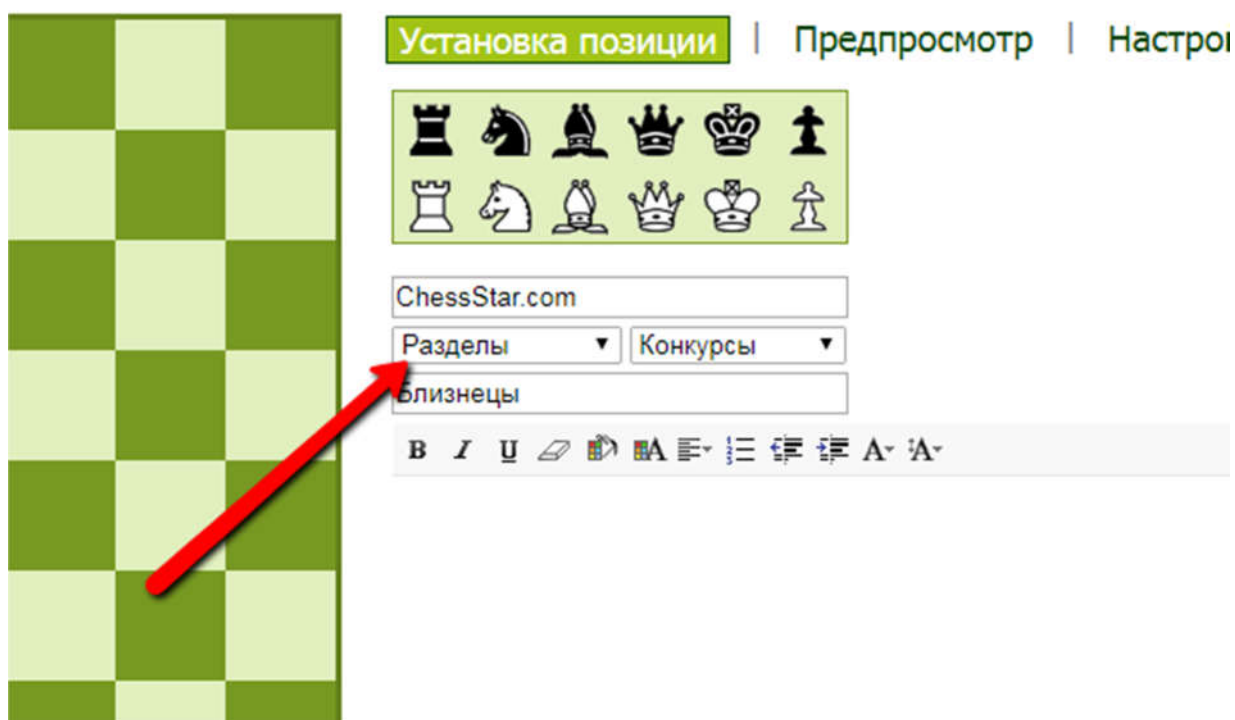 Установка позиции | Предпросмотр | Настро
ChessStar.com
Разделы Конкурсы
Близнецы
B I U A A A